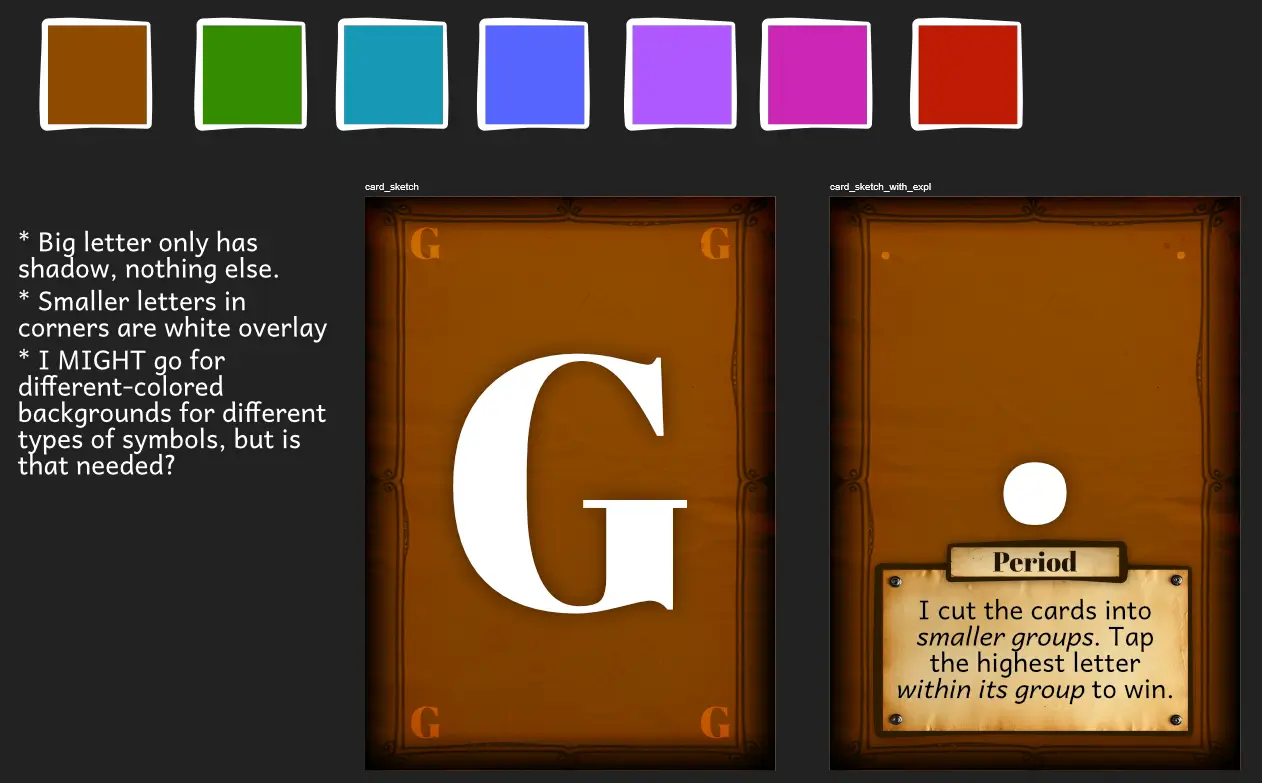 card_sketch
card_sketch_with_expl
* Big letter only has
shadow, nothing else.
* Smaller letters in
corners are white overlay
* I MIGHT go for
different-colored
backgrounds for different
types of symbols, but is
that needed?
G G
G
G G
.
Period
I cut the cards into
smaller groups. Tap
the highest letter
within its group to win.